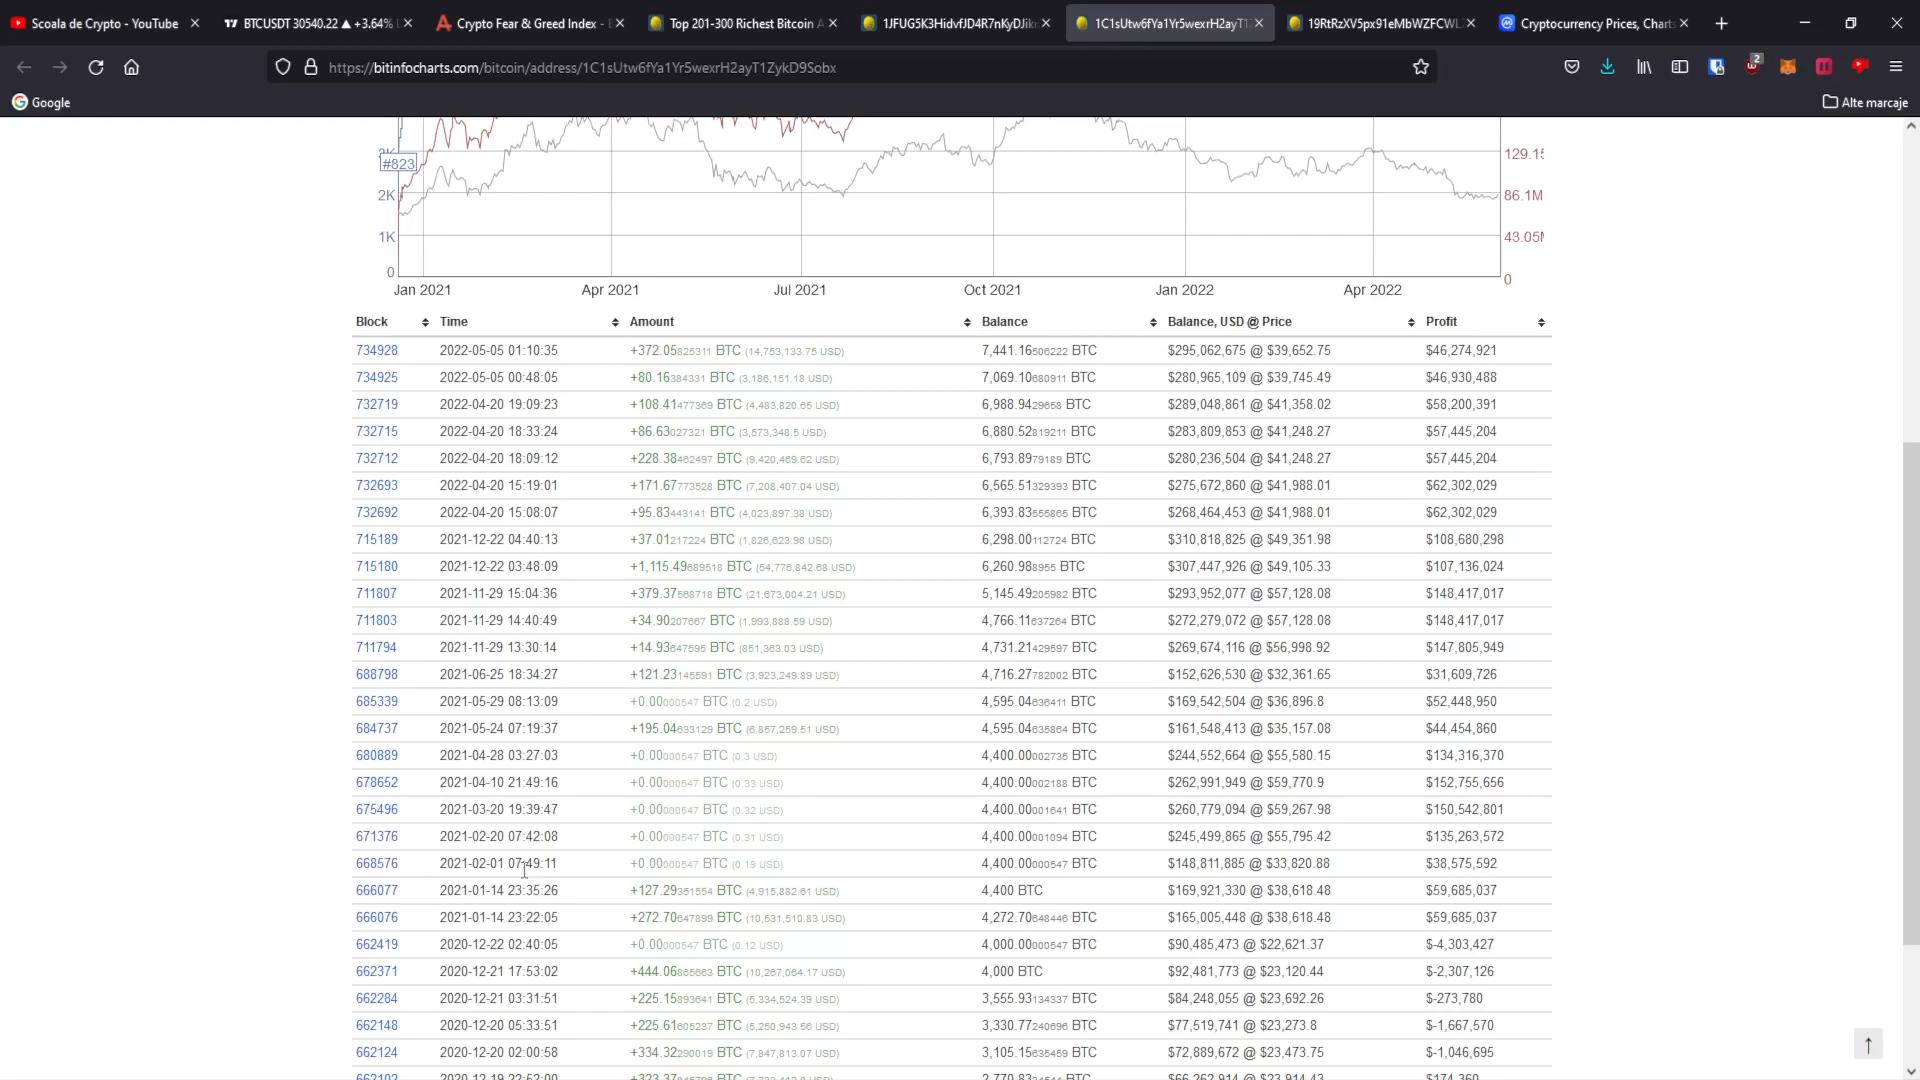 Scoala de Crypto - YouTube
BTCUSDT 30540.22 ▲ +3.64%
Crypto Fear & Greed Index -
Top 201-300 Richest Bitcoin
1JFUG5K3HidvfJD4R7nKyDJik
1C1sUtw6fYa1Yr5wexrH2ayT1
19RtRzXV5px91eMbWZFCWL
Cryptocurrency Prices, Charts
https://bitinfocharts.com/bitcoin/address/1C1sUtw6fYa1Yr5wexrH2ayT1ZykD9Sobx
2
Google
Alte marcaje
#823
2K
1K
0
129.15
86.1M
43.05M
0
Jan 2021 Apr 2021 Jul 2021 Oct 2021 Jan 2022 Apr 2022
Block Time Amount Balance Balance, USD @ Price Profit
734928 2022-05-05 01:10:35 +372.05825311 BTC (14,753,133.75 USD) 7,441.16506222 BTC $295,062,675 @ $39,652.75 $46,274,921
734925 2022-05-05 00:48:05 +80.16384331 BTC (3,186,151.18 USD) 7,069.10680911 BTC $280,965,109 @ $39,745.49 $46,930,488
732719 2022-04-20 19:09:23 +108.41477369 BTC (4,483,820.65 USD) 6,988.9429658 BTC $289,048,861 @ $41,358.02 $58,200,391
732715 2022-04-20 18:33:24 +86.63027321 BTC (3,573,348.5 USD) 6,880.52819211 BTC $283,809,853 @ $41,248.27 $57,445,204
732712 2022-04-20 18:09:12 +228.38462497 BTC (9,420,469.62 USD) 6,793.8979189 BTC $280,236,504 @ $41,248.27 $57,445,204
732693 2022-04-20 15:19:01 +171.67773528 BTC (7,208,407.04 USD) 6,565.51329393 BTC $275,672,860 @ $41,988.01 $62,302,029
732692 2022-04-20 15:08:07 +95.83443141 BTC (4,023,897.38 USD) 6,393.83555865 BTC $268,464,453 @ $41,988.01 $62,302,029
715189 2021-12-22 04:40:13 +37.01217224 BTC (1,826,623.98 USD) 6,298.00112724 BTC $310,818,825 @ $49,351.98 $108,680,298
715180 2021-12-22 03:48:09 +1,115.49689518 BTC (54,776,842.68 USD) 6,260.988955 BTC $307,447,926 @ $49,105.33 $107,136,024
711807 2021-11-29 15:04:36 +379.37568718 BTC (21,673,004.21 USD) 5,145.49205982 BTC $293,952,077 @ $57,128.08 $148,417,017
711803 2021-11-29 14:40:49 +34.90207667 BTC (1,993,888.59 USD) 4,766.11637264 BTC $272,279,072 @ $57,128.08 $148,417,017
711794 2021-11-29 13:30:14 +14.93647595 BTC (851,363.03 USD) 4,731.21429597 BTC $269,674,116 @ $56,998.92 $147,805,949
688798 2021-06-25 18:34:27 +121.23145591 BTC (3,923,249.89 USD) 4,716.27782002 BTC $152,626,530 @ $32,361.65 $31,609,726
685339 2021-05-29 08:13:09 +0.00000547 BTC (0.2 USD) 4,595.04636411 BTC $169,542,504 @ $36,896.8 $52,448,950
684737 2021-05-24 07:19:37 +195.04633129 BTC (6,857,259.51 USD) 4,595.04635864 BTC $161,548,413 @ $35,157.08 $44,454,860
680889 2021-04-28 03:27:03 +0.00000547 BTC (0.3 USD) 4,400.00002735 BTC $244,552,664 @ $55,580.15 $134,316,370
678652 2021-04-10 21:49:16 +0.00000547 BTC (0.33 USD) 4,400.00002188 BTC $262,991,949 @ $59,770.9 $152,755,656
675496 2021-03-20 19:39:47 +0.00000547 BTC (0.32 USD) 4,400.00001641 BTC $260,779,094 @ $59,267.98 $150,542,801
671376 2021-02-20 07:42:08 +0.00000547 BTC (0.31 USD) 4,400.00001094 BTC $245,499,865 @ $55,795.42 $135,263,572
668576 2021-02-01 07:49:11 +0.00000547 BTC (0.19 USD) 4,400.00000547 BTC $148,811,885 @ $33,820.88 $38,575,592
666077 2021-01-14 23:35:26 +127.29351554 BTC (4,915,882.61 USD) 4,400 BTC $169,921,330 @ $38,618.48 $59,685,037
666076 2021-01-14 23:22:05 +272.70647899 BTC (10,531,510.83 USD) 4,272.70648446 BTC $165,005,448 @ $38,618.48 $59,685,037
662419 2020-12-22 02:40:05 +0.00000547 BTC (0.12 USD) 4,000.00000547 BTC $90,485,473 @ $22,621.37 $-4,303,427
662371 2020-12-21 17:53:02 +444.06865663 BTC (10,267,064.17 USD) 4,000 BTC $92,481,773 @ $23,120.44 $-2,307,126
662284 2020-12-21 03:31:51 +225.15893641 BTC (5,334,524.39 USD) 3,555.93134337 BTC $84,248,055 @ $23,692.26 $-273,780
662148 2020-12-20 05:33:51 +225.61605237 BTC (5,250,943.56 USD) 3,330.77240696 BTC $77,519,741 @ $23,273.8 $-1,667,570
662124 2020-12-20 02:00:58 +334.32290019 BTC (7,847,813.07 USD) 3,105.15635459 BTC $72,889,672 @ $23,473.75 $-1,046,695